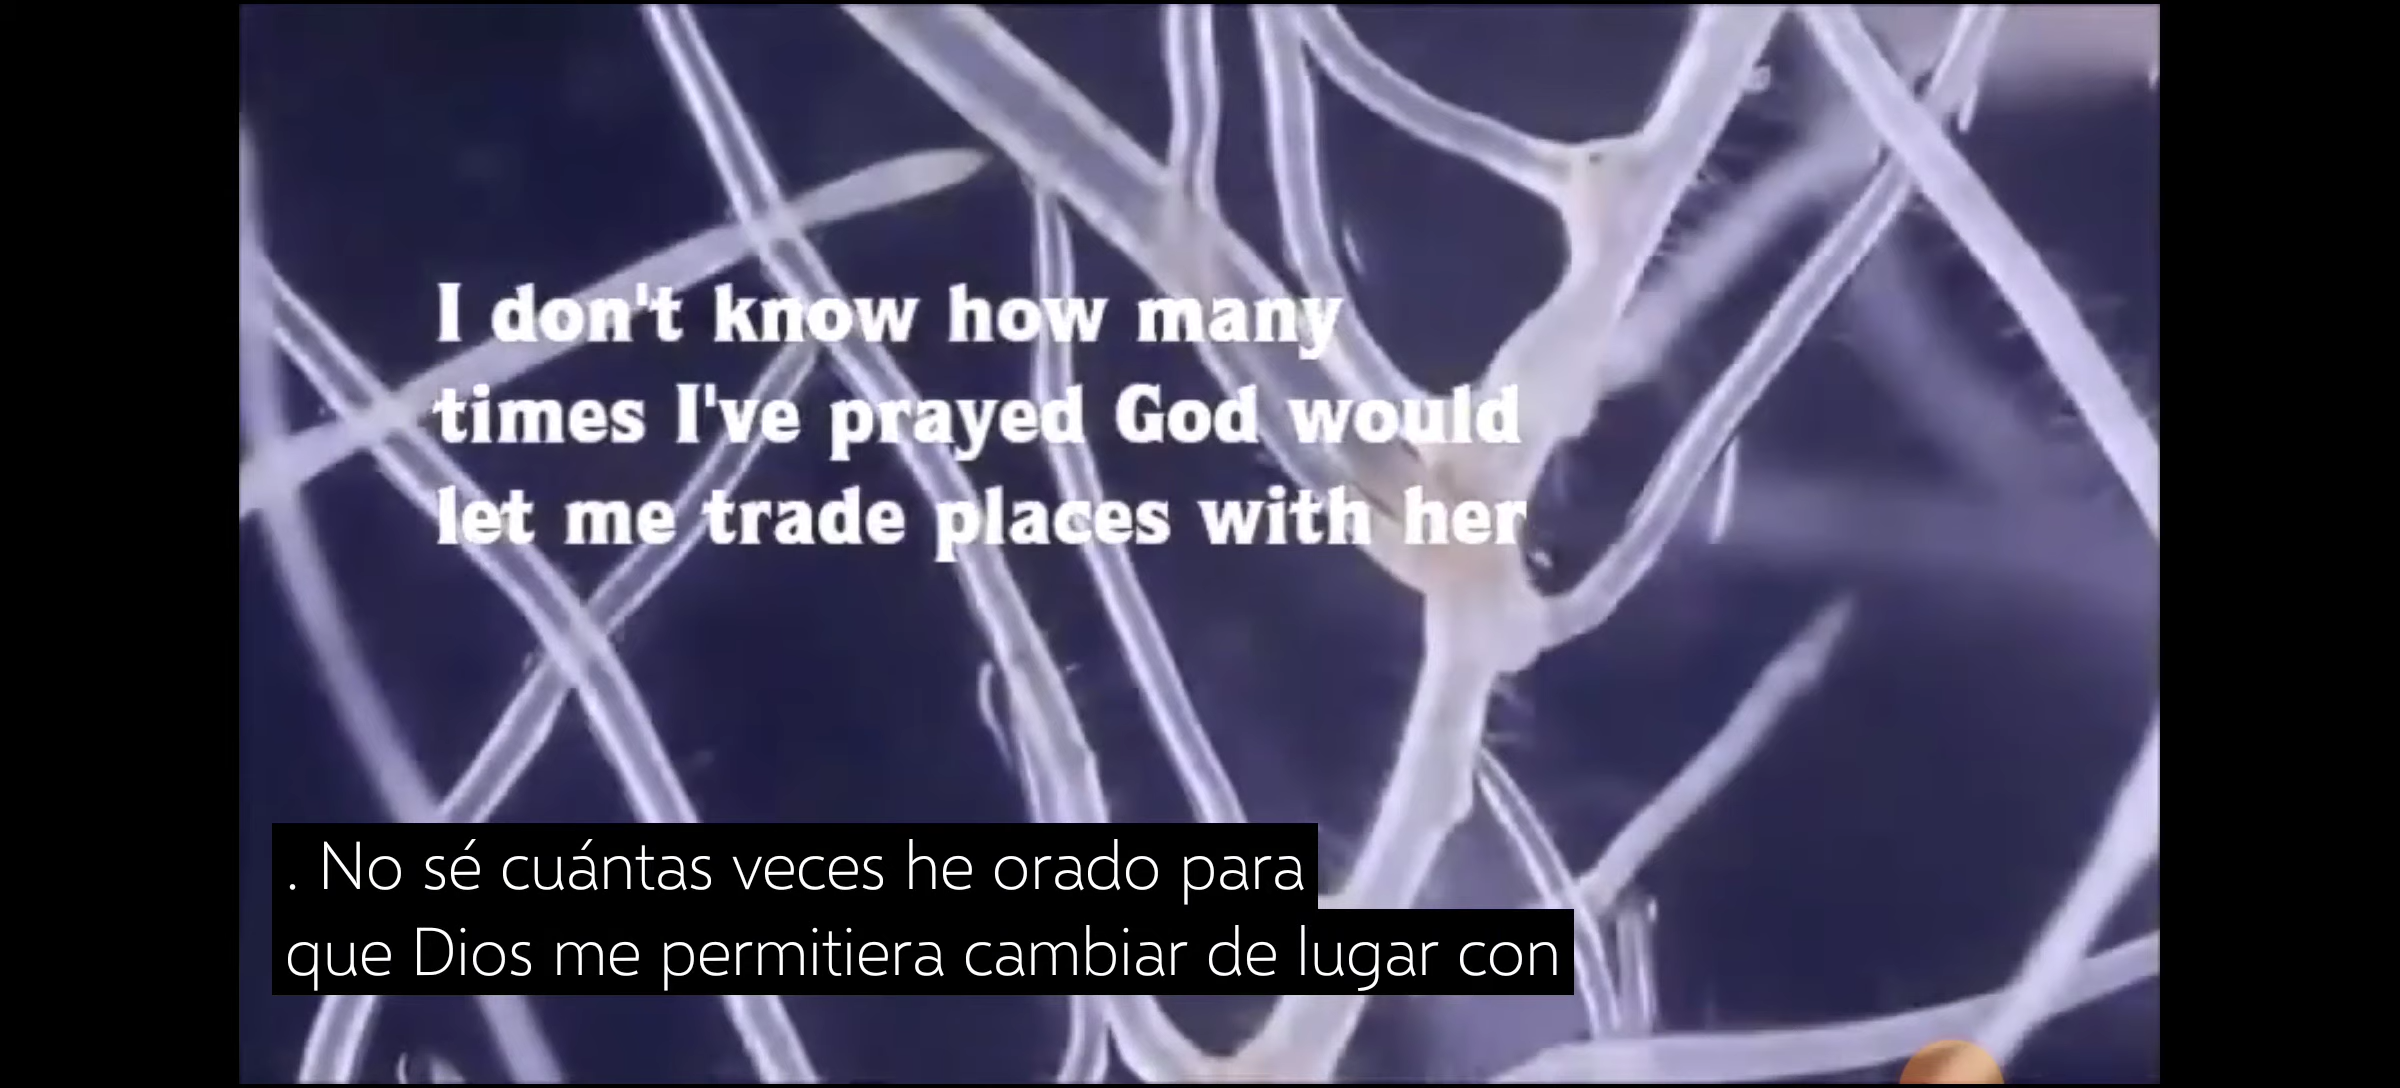 I don't know how many
times I've prayed God would
let me trade places with her
. No sé cuántas veces he orado para
que Dios me permitiera cambiar de lugar con